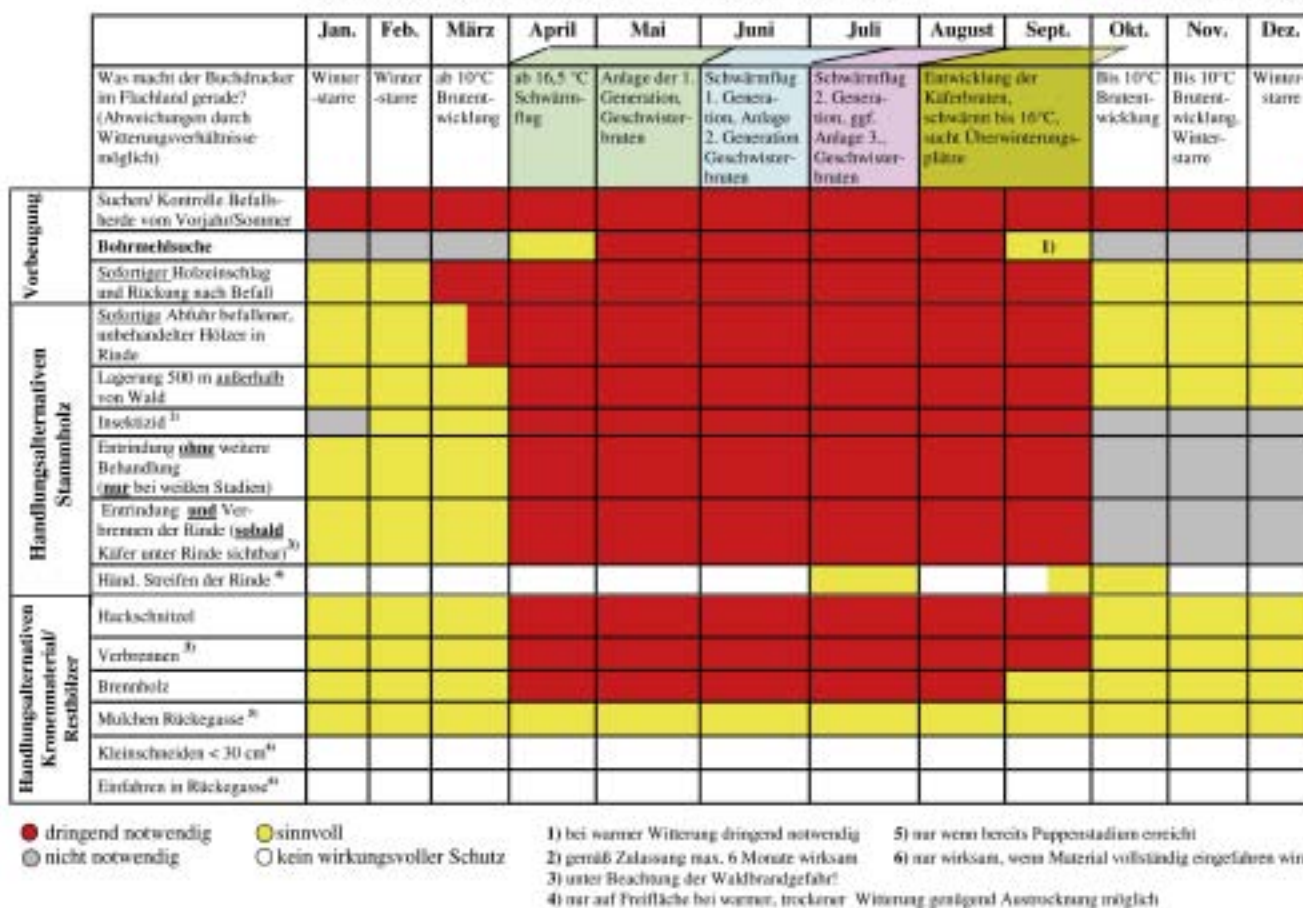 Jan. Feb. März April Mai Juni Juli August Sept. Okt. Nov. Dez.
Was macht der Buchdrucker
im Flachland gerade?
(Abweichungen durch
Witterungsverhältnisse
möglich)
Winter
-starre
Winter
-starre
ab 10°C
Brutent-
wicklung
ab 16,5 °C
Schwärm-
flug
Anlage der 1.
Generation,
Geschwister-
bruten
Schwärmflug
1. Genera-
tion, Anlage
2. Generation
Geschwister-
bruten
Schwärmflug
2. Genera-
tion, ggf.
Anlage 3.,
Geschwister-
bruten
Entwicklung der
Käferbruten,
schwärmt bis 16°C,
sucht Überwinterungs-
plätze
Bis 10°C
Brutent-
wicklung
Bis 10°C
Brutent-
wicklung,
Winter-
starre
Winter-
starre
Vorbeugung
Suchen/ Kontrolle Befalls-
herde vom Vorjahr/Sommer
Bohrmehlsuche
1)
Sofortiger Holzeinschlag
und Rückung nach Befall
Handlungsalternativen
Stammholz
Sofortige Abfuhr befallener,
unbehandelter Hölzer in
Rinde
Lagerung 500 m außerhalb
von Wald
Insektizid 2)
Entrindung ohne weitere
Behandlung
(nur bei weißen Stadien)
Entrindung und Ver-
brennen der Rinde (sobald
Käfer unter Rinde sichtbar) 3)
Händ. Streifen der Rinde 4)
Handlungsalternativen
Kronenmaterial/
Resthölzer
Hackschnitzel
Verbrennen 3)
Brennholz
Mulchen Rückegasse
Kleinschneiden < 30 cm
Einfahren in Rückegasse
dringend notwendig
sinnvoll
nicht notwendig
kein wirkungsvoller Schutz
1) bei warmer Witterung dringend notwendig
2) gemäß Zulassung max. 6 Monate wirksam
3) unter Beachtung der Waldbrandgefahr!
4) nur auf Freifläche bei warmer, trockener Witterung genügend Austrocknung möglich
5) nur wenn bereits Puppenstadium erreicht
6) nur wirksam, wenn Material vollständig eingefahren